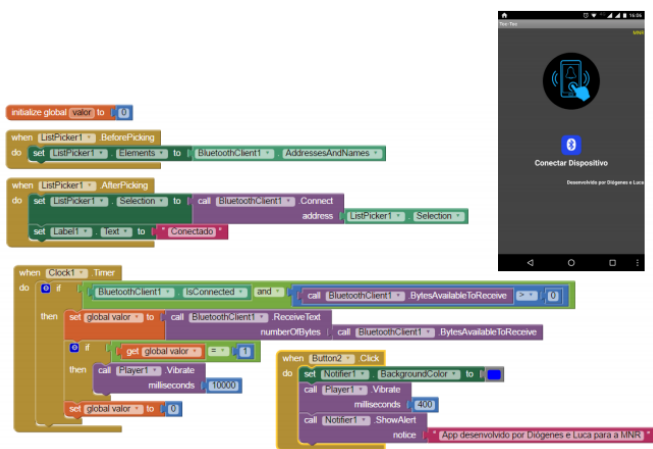 16:06
MNR
Conectar Dispositivo
Desenvolvido por Diógenes e Luca
initialize global valor to 0
when ListPicker1 .BeforePicking
do set ListPicker1 . Elements to BluetoothClient1 . AddressesAndNames
when ListPicker1 .AfterPicking
do set ListPicker1 . Selection to call BluetoothClient1 .Connect
address ListPicker1 . Selection
set Label1 . Text to " Conectado "
when Clock1 .Timer
do if BluetoothClient1 . IsConnected and call BluetoothClient1 .BytesAvailableToReceive > 0
then set global valor to call BluetoothClient1 .ReceiveText
numberOfBytes call BluetoothClient1 .BytesAvailableToReceive
if get global valor = 1
then call Player1 .Vibrate
milliseconds 10000
set global valor to 0
when Button2 .Click
do set Notifier1 . BackgroundColor to
call Player1 .Vibrate
milliseconds 400
call Notifier1 .ShowAlert
notice " App desenvolvido por Diógenes e Luca para a MNR "